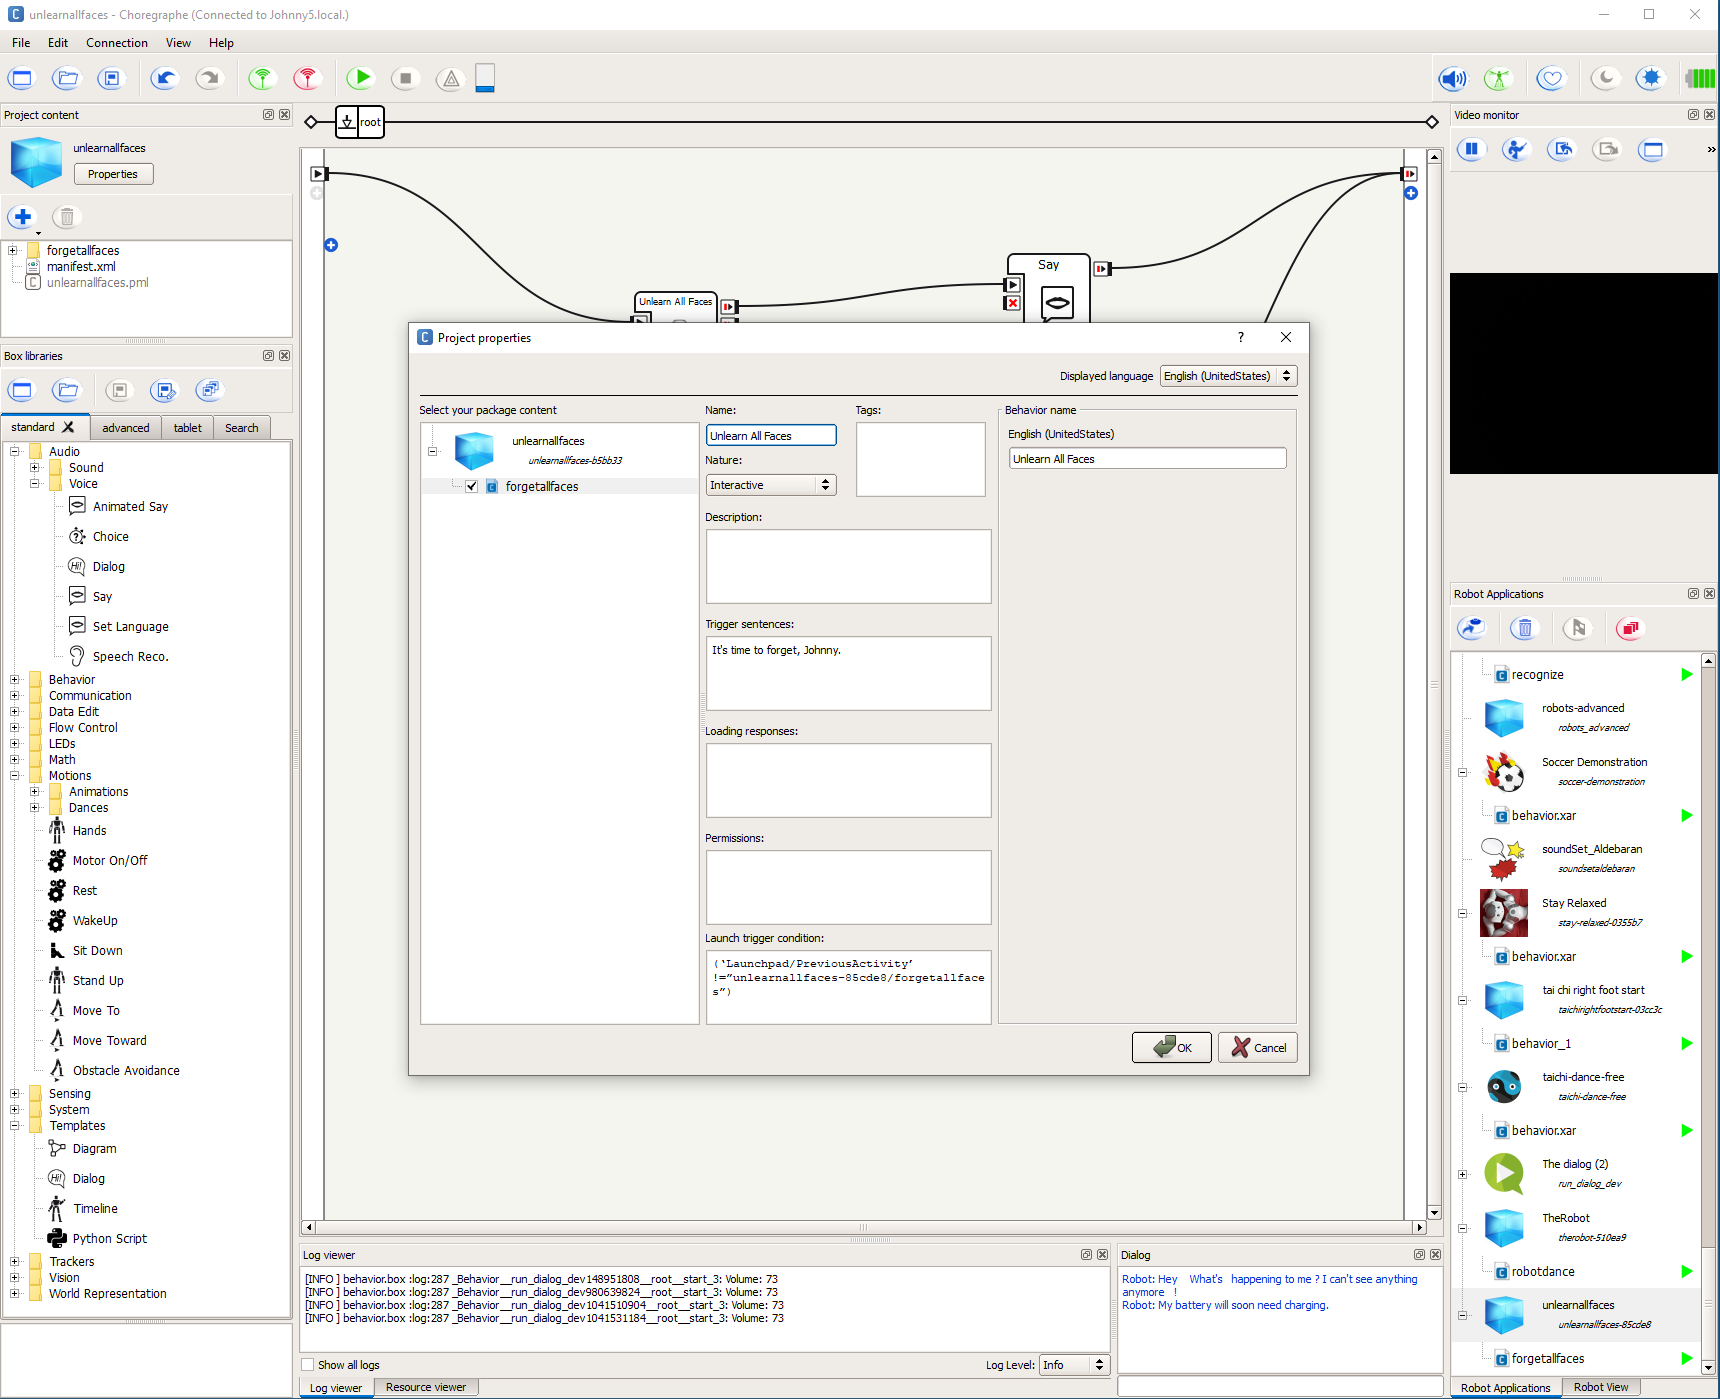 unlearnallfaces - Choregraphe (Connected to Johnny5.local.)
File Edit Connection View Help
Project content
unlearnallfaces
Properties
forgetallfaces
manifest.xml
unlearnallfaces.pml
Box libraries
standard advanced tablet Search
Audio
Sound
Voice
Animated Say
Choice
Dialog
Say
Set Language
Speech Reco.
Behavior
Communication
Data Edit
Flow Control
LEDs
Math
Motions
Animations
Dances
Hands
Motor On/Off
Rest
WakeUp
Sit Down
Stand Up
Move To
Move Toward
Obstacle Avoidance
Sensing
System
Templates
Diagram
Dialog
Timeline
Python Script
Trackers
Vision
World Representation
root
Unlearn All Faces
Say
Project properties
Displayed language English (UnitedStates)
Select your package content
unlearnallfaces
unlearnallfaces-b5bb33
forgetallfaces
Name:
Unlearn All Faces
Nature:
Interactive
Tags:
Description:
Trigger sentences:
It's time to forget, Johnny.
Loading responses:
Permissions:
Launch trigger condition:
(‘Launchpad/PreviousActivity’
!=”unlearnallfaces-85cde8/forgetallface
s”)
Behavior name
English (UnitedStates)
Unlearn All Faces
OK Cancel
Log viewer
[INFO ] behavior.box :log:287 _Behavior__run_dialog_dev148951808__root__start_3: Volume: 73
[INFO ] behavior.box :log:287 _Behavior__run_dialog_dev980639824__root__start_3: Volume: 73
[INFO ] behavior.box :log:287 _Behavior__run_dialog_dev1041510904__root__start_3: Volume: 73
[INFO ] behavior.box :log:287 _Behavior__run_dialog_dev1041531184__root__start_3: Volume: 73
Show all logs
Log Level: Info
Log viewer Resource viewer
Dialog
Robot: Hey What's happening to me ? I can't see anything
anymore !
Robot: My battery will soon need charging.
Video monitor
Robot Applications
recognize
robots-advanced
robots_advanced
Soccer Demonstration
soccer-demonstration
behavior.xar
soundSet_Aldebaran
soundsetaldebaran
Stay Relaxed
stay-relaxed-0355b7
behavior.xar
tai chi right foot start
taichirightfootstart-03cc3c
behavior_1
taichi-dance-free
taichi-dance-free
behavior.xar
The dialog (2)
run_dialog_dev
TheRobot
therobot-510ea9
robotdance
unlearnallfaces
unlearnallfaces-85cde8
forgetallfaces
Robot Applications Robot View